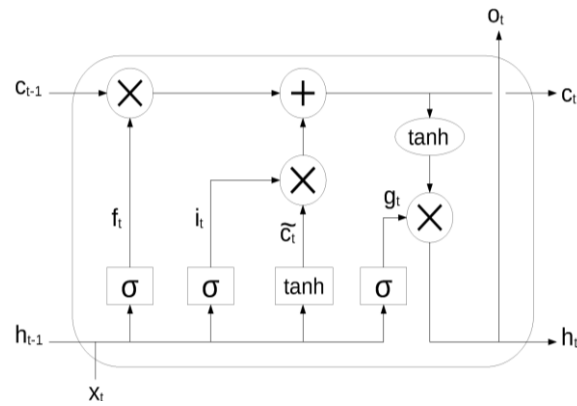 oₜ
cₜ₋₁ × + cₜ
tanh
fₜ iₜ × c̃ₜ gₜ ×
σ σ tanh σ
hₜ₋₁ hₜ
xₜ